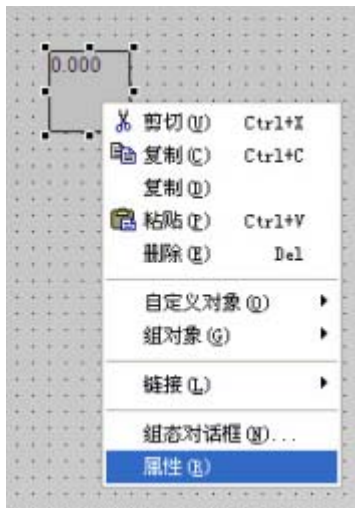 0.000
剪切(U) Ctrl+X
复制(C) Ctrl+C
复制(D)
粘贴(P) Ctrl+V
删除(E) Del
自定义对象(O)
组对象(G)
链接(L)
组态对话框(N)...
属性(R)